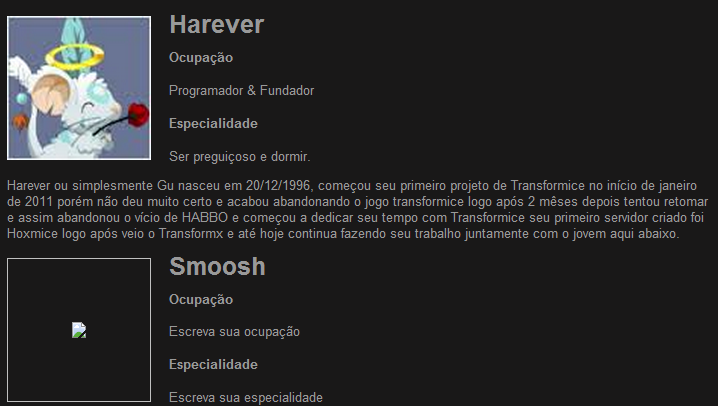 Harever
Ocupação
Programador & Fundador
Especialidade
Ser preguiçoso e dormir.
Harever ou simplesmente Gu nasceu em 20/12/1996, começou seu primeiro projeto de Transformice no início de janeiro
de 2011 porém não deu muito certo e acabou abandonando o jogo transformice logo após 2 mêses depois tentou retomar
e assim abandonou o vício de HABBO e começou a dedicar seu tempo com Transformice seu primeiro servidor criado foi
Hoxmice logo após veio o Transformx e até hoje continua fazendo seu trabalho juntamente com o jovem aqui abaixo.
Smoosh
Ocupação
Escreva sua ocupação
Especialidade
Escreva sua especialidade